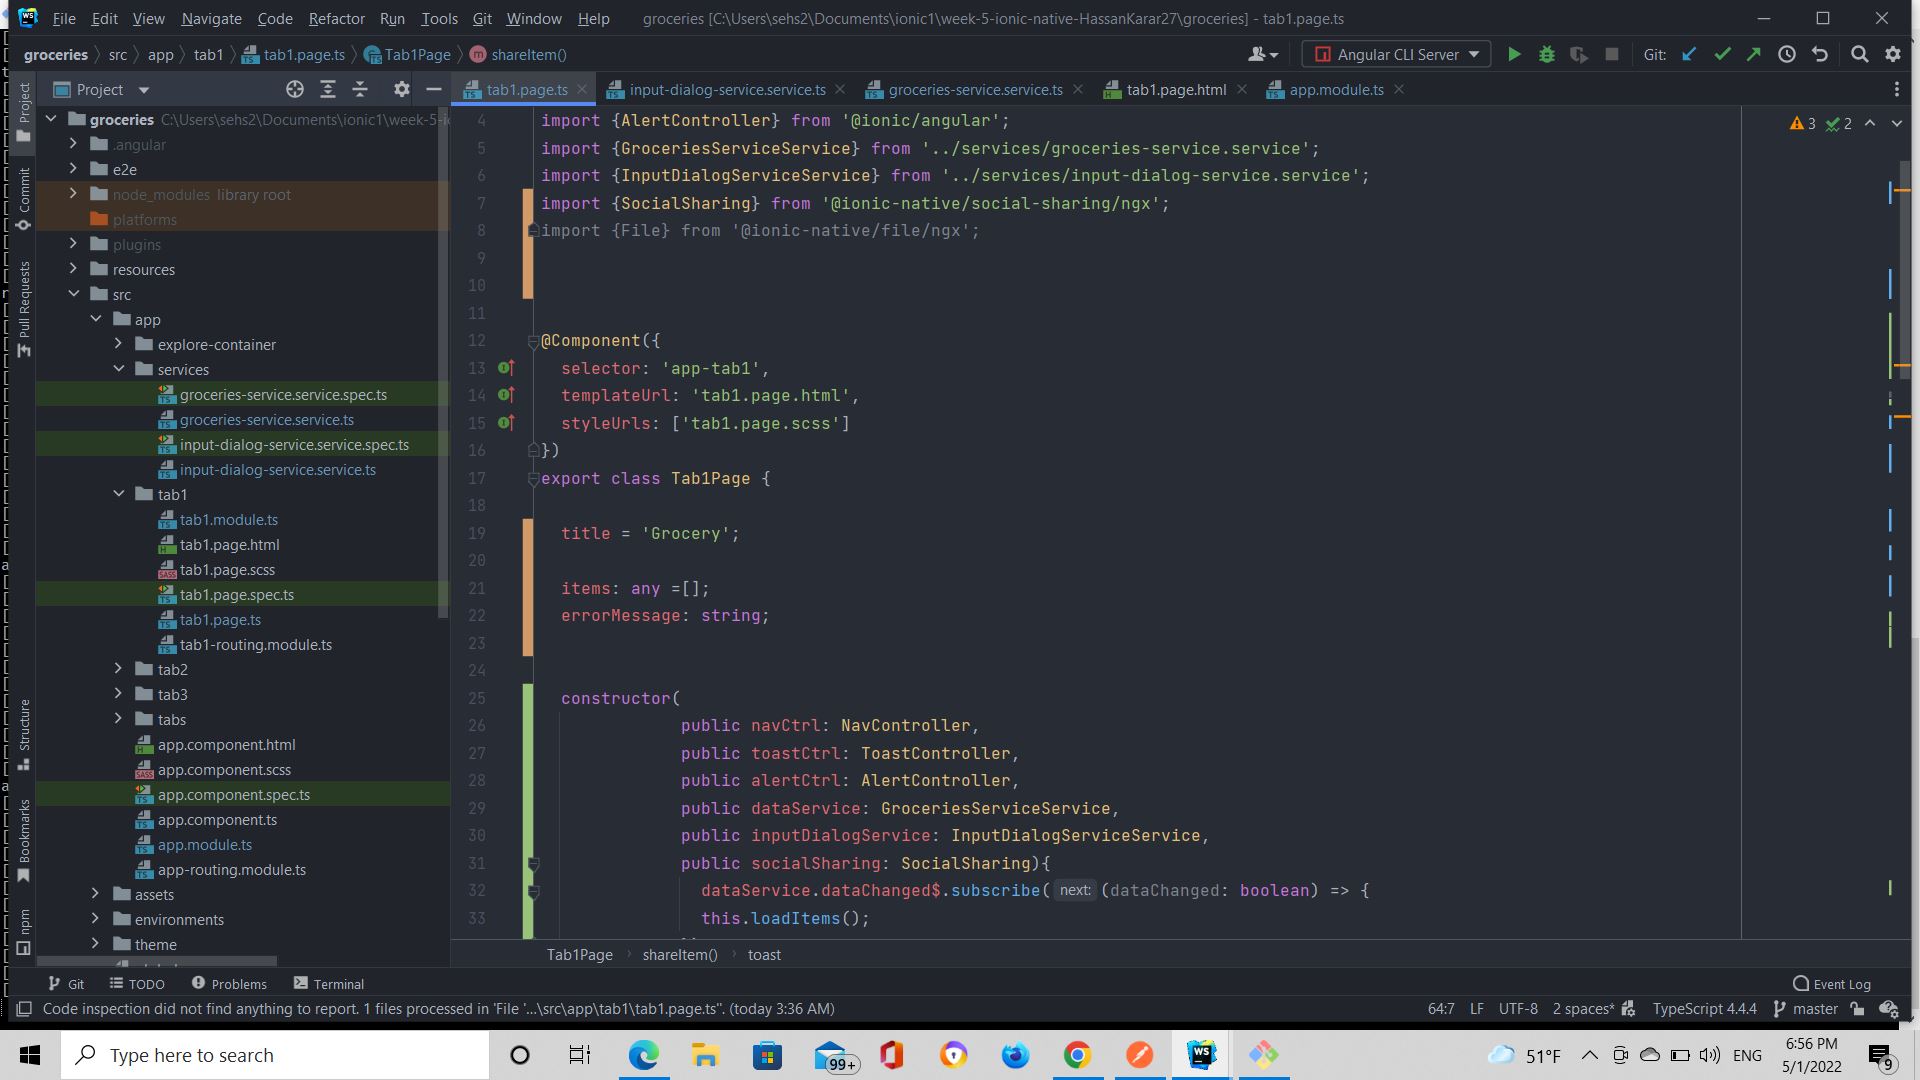 File Edit View Navigate Code Refactor Run Tools Git Window Help groceries [C:\Users\sehs2\Documents\ionic1\week-5-ionic-native-HassanKarar27\groceries] - tab1.page.ts
groceries src app tab1 tab1.page.ts Tab1Page shareItem() Angular CLI Server Git:
Project tab1.page.ts input-dialog-service.service.ts groceries-service.service.ts tab1.page.html app.module.ts
Project
Commit
Pull Requests
Structure
Bookmarks
npm
groceries C:\Users\sehs2\Documents\ionic1\week-5-i
.angular
e2e
node_modules library root
platforms
plugins
resources
src
app
explore-container
services
groceries-service.service.spec.ts
groceries-service.service.ts
input-dialog-service.service.spec.ts
input-dialog-service.service.ts
tab1
tab1.module.ts
tab1.page.html
tab1.page.scss
tab1.page.spec.ts
tab1.page.ts
tab1-routing.module.ts
tab2
tab3
tabs
app.component.html
app.component.scss
app.component.spec.ts
app.component.ts
app.module.ts
app-routing.module.ts
assets
environments
theme
3 2
4 import {AlertController} from '@ionic/angular';
5 import {GroceriesServiceService} from '../services/groceries-service.service';
6 import {InputDialogServiceService} from '../services/input-dialog-service.service';
7 import {SocialSharing} from '@ionic-native/social-sharing/ngx';
8 import {File} from '@ionic-native/file/ngx';
9
10
11
12 @Component({
13 selector: 'app-tab1',
14 templateUrl: 'tab1.page.html',
15 styleUrls: ['tab1.page.scss']
16 })
17 export class Tab1Page {
18
19 title = 'Grocery';
20
21 items: any =[];
22 errorMessage: string;
23
24
25 constructor(
26 public navCtrl: NavController,
27 public toastCtrl: ToastController,
28 public alertCtrl: AlertController,
29 public dataService: GroceriesServiceService,
30 public inputDialogService: InputDialogServiceService,
31 public socialSharing: SocialSharing){
32 dataService.dataChanged$.subscribe( next: (dataChanged: boolean) => {
33 this.loadItems();
Tab1Page shareItem() toast
Git TODO Problems Terminal Event Log
Code inspection did not find anything to report. 1 files processed in 'File '...\src\app\tab1\tab1.page.ts''. (today 3:36 AM) 64:7 LF UTF-8 2 spaces* TypeScript 4.4.4 master
Type here to search 99+ WS 51°F ENG 6:56 PM
5/1/2022 9